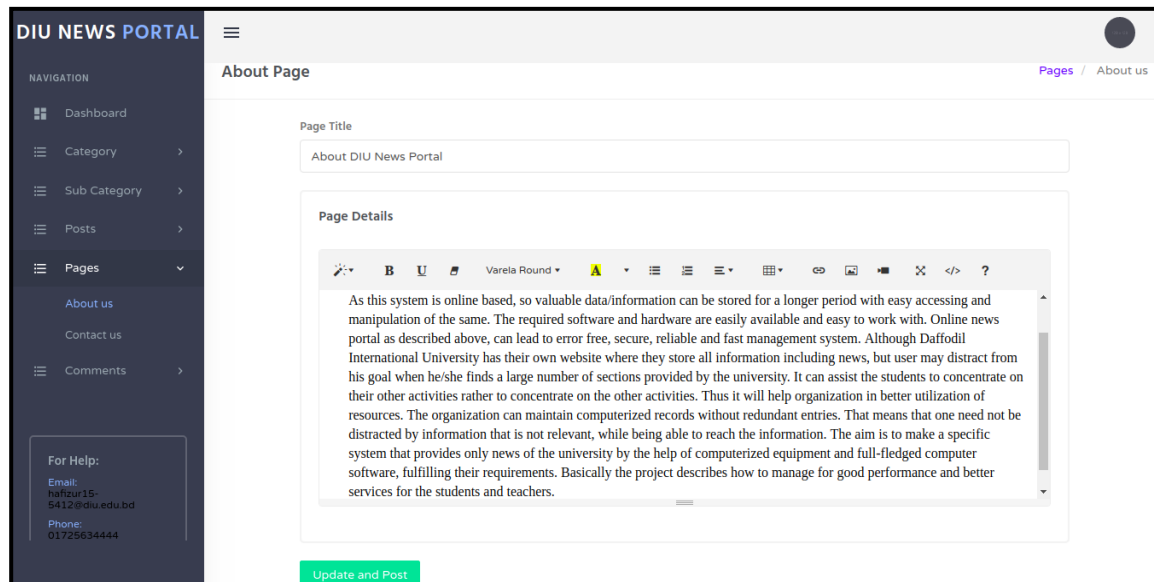 DIU NEWS PORTAL
NAVIGATION
Dashboard
Category
Sub Category
Posts
Pages
About us
Contact us
Comments
For Help:
Email:
hafizur15-
5412@diu.edu.bd
Phone:
01725634444
About Page
Pages / About us
Page Title
About DIU News Portal
Page Details
B U Varela Round A </> ?
As this system is online based, so valuable data/information can be stored for a longer period with easy accessing and
manipulation of the same. The required software and hardware are easily available and easy to work with. Online news
portal as described above, can lead to error free, secure, reliable and fast management system. Although Daffodil
International University has their own website where they store all information including news, but user may distract from
his goal when he/she finds a large number of sections provided by the university. It can assist the students to concentrate on
their other activities rather to concentrate on the other activities. Thus it will help organization in better utilization of
resources. The organization can maintain computerized records without redundant entries. That means that one need not be
distracted by information that is not relevant, while being able to reach the information. The aim is to make a specific
system that provides only news of the university by the help of computerized equipment and full-fledged computer
software, fulfilling their requirements. Basically the project describes how to manage for good performance and better
services for the students and teachers.
Update and Post